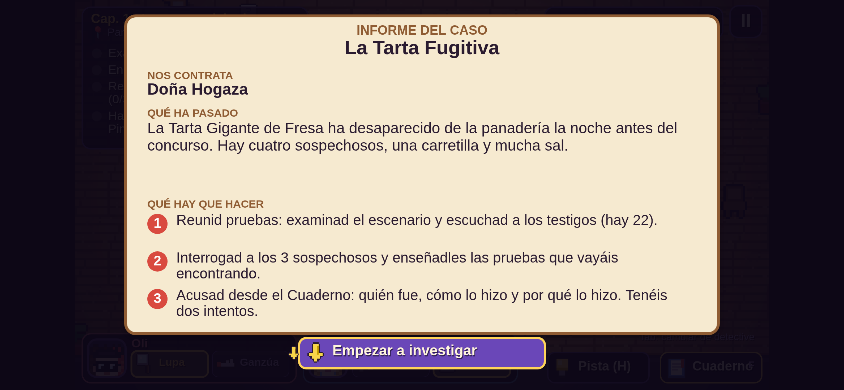 Cap.
INFORME DEL CASO
La Tarta Fugitiva
NOS CONTRATA
Doña Hogaza
QUÉ HA PASADO
La Tarta Gigante de Fresa ha desaparecido de la panadería la noche antes del
concurso. Hay cuatro sospechosos, una carretilla y mucha sal.
QUÉ HAY QUE HACER
1 Reunid pruebas: examinad el escenario y escuchad a los testigos (hay 22).
2 Interrogad a los 3 sospechosos y enseñadles las pruebas que vayáis
encontrando.
3 Acusad desde el Cuaderno: quién fue, cómo lo hizo y por qué lo hizo. Tenéis
dos intentos.
Empezar a investigar
Oli
Lupa
Ganzúa
Pista (H)
Cuaderno